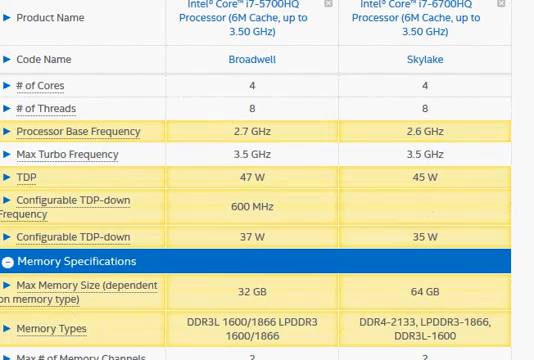 Product Name
Intel® Core™ i7-5700HQ
Processor (6M Cache, up to
3.50 GHz)
Intel® Core™ i7-6700HQ
Processor (6M Cache, up to
3.50 GHz)
Code Name Broadwell Skylake
# of Cores 4 4
# of Threads 8 8
Processor Base Frequency 2.7 GHz 2.6 GHz
Max Turbo Frequency 3.5 GHz 3.5 GHz
TDP 47 W 45 W
Configurable TDP-down
Frequency
600 MHz
Configurable TDP-down 37 W 35 W
Memory Specifications
Max Memory Size (dependent
on memory type)
32 GB 64 GB
Memory Types
DDR3L 1600/1866 LPDDR3
1600/1866
DDR4-2133, LPDDR3-1866,
DDR3L-1600
Max # of Memory Channels 2 2